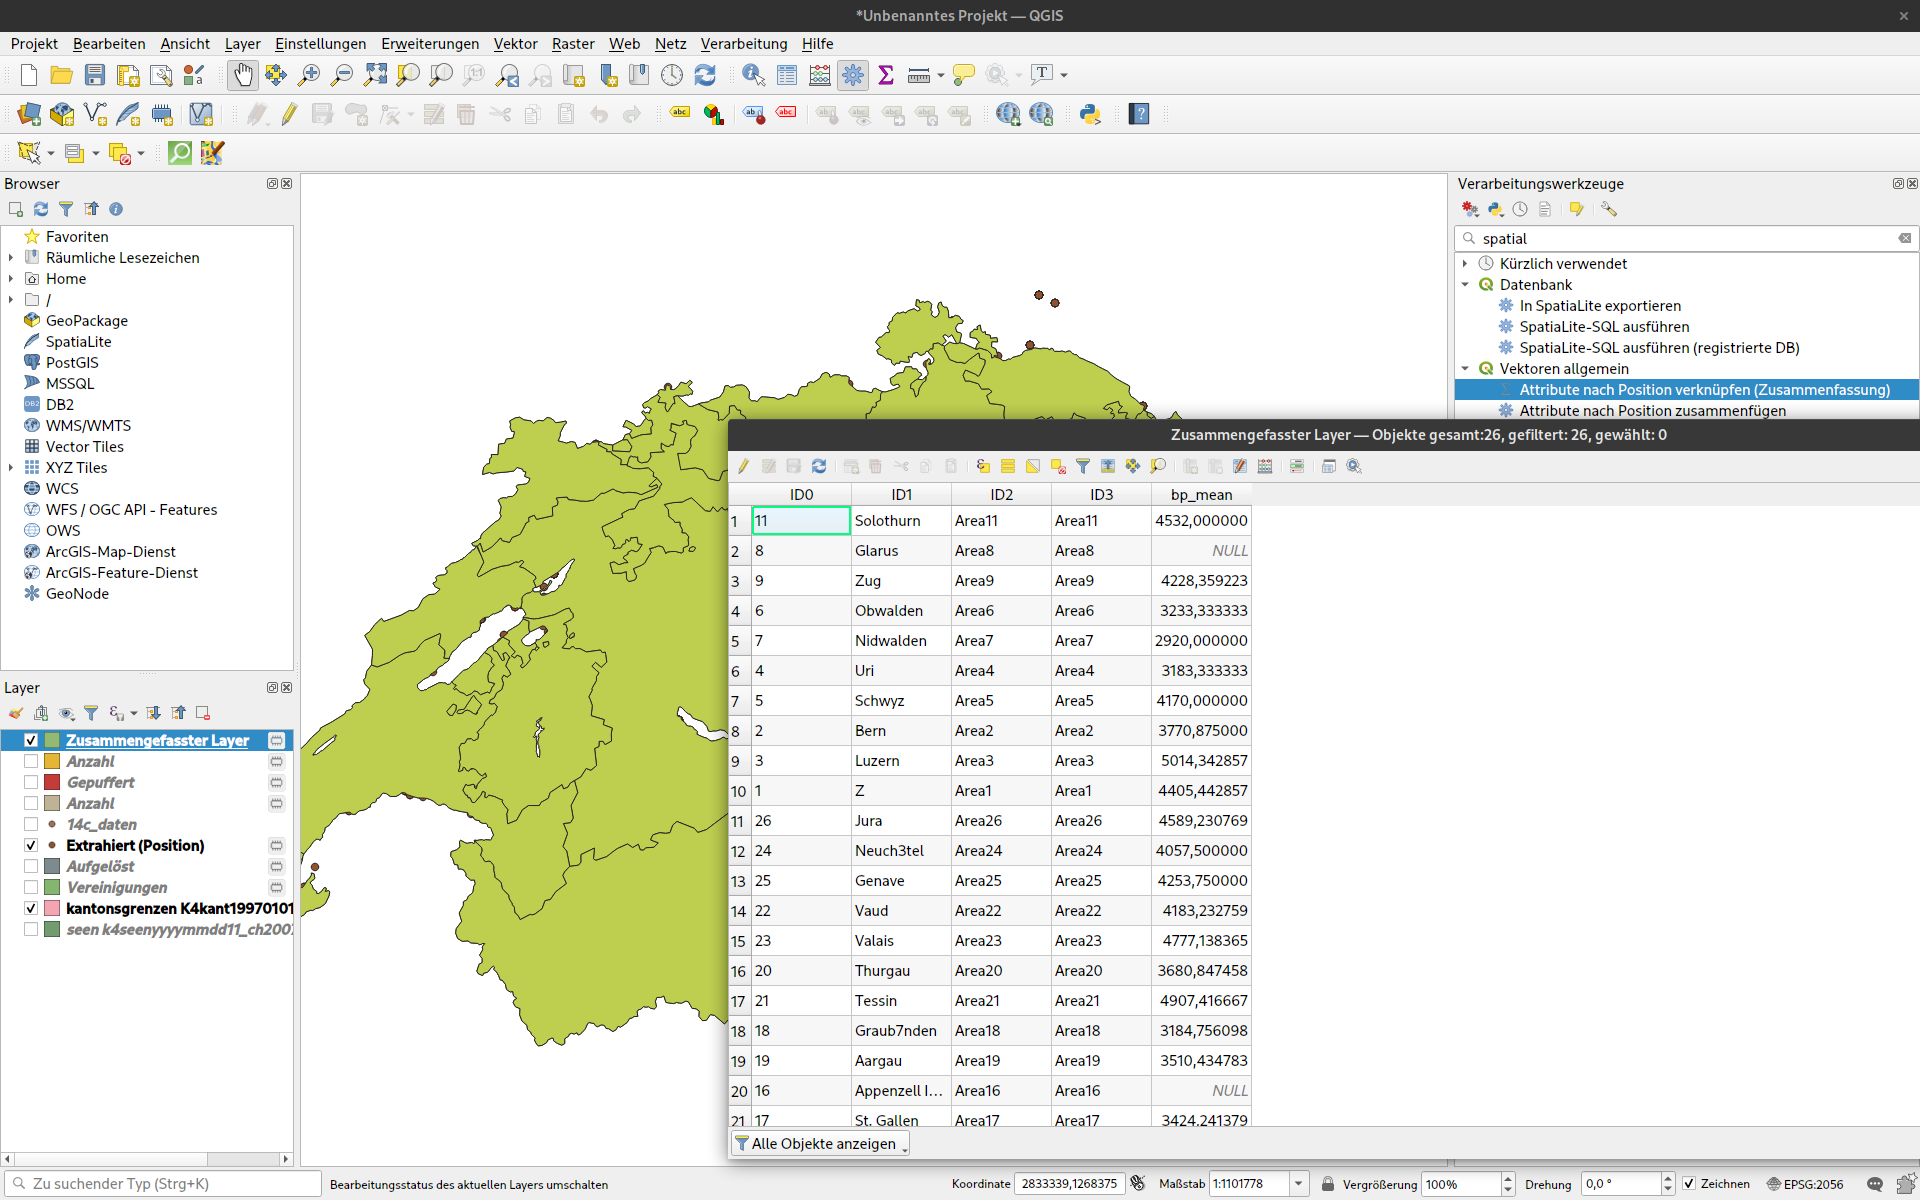 *Unbenanntes Projekt — QGIS
Projekt Bearbeiten Ansicht Layer Einstellungen Erweiterungen Vektor Raster Web Netz Verarbeitung Hilfe
Browser
Favoriten
Räumliche Lesezeichen
Home
/
GeoPackage
SpatiaLite
PostGIS
MSSQL
DB2
WMS/WMTS
Vector Tiles
XYZ Tiles
WCS
WFS / OGC API - Features
OWS
ArcGIS-Map-Dienst
ArcGIS-Feature-Dienst
GeoNode
Layer
Zusammengefasster Layer
Anzahl
Gepuffert
Anzahl
14c_daten
Extrahiert (Position)
Aufgelöst
Vereinigungen
kantonsgrenzen K4kant19970101
seen k4seenyyyymmdd11_ch200
Verarbeitungswerkzeuge
spatial
Kürzlich verwendet
Datenbank
In SpatiaLite exportieren
SpatiaLite-SQL ausführen
SpatiaLite-SQL ausführen (registrierte DB)
Vektoren allgemein
Attribute nach Position verknüpfen (Zusammenfassung)
Attribute nach Position zusammenfügen
Zusammengefasster Layer — Objekte gesamt:26, gefiltert: 26, gewählt: 0
ID0 ID1 ID2 ID3 bp_mean
1 11 Solothurn Area11 Area11 4532,000000
2 8 Glarus Area8 Area8 NULL
3 9 Zug Area9 Area9 4228,359223
4 6 Obwalden Area6 Area6 3233,333333
5 7 Nidwalden Area7 Area7 2920,000000
6 4 Uri Area4 Area4 3183,333333
7 5 Schwyz Area5 Area5 4170,000000
8 2 Bern Area2 Area2 3770,875000
9 3 Luzern Area3 Area3 5014,342857
10 1 Z Area1 Area1 4405,442857
11 26 Jura Area26 Area26 4589,230769
12 24 Neuch3tel Area24 Area24 4057,500000
13 25 Genave Area25 Area25 4253,750000
14 22 Vaud Area22 Area22 4183,232759
15 23 Valais Area23 Area23 4777,138365
16 20 Thurgau Area20 Area20 3680,847458
17 21 Tessin Area21 Area21 4907,416667
18 18 Graub7nden Area18 Area18 3184,756098
19 19 Aargau Area19 Area19 3510,434783
20 16 Appenzell I... Area16 Area16 NULL
21 17 St. Gallen Area17 Area17 3424,241379
Alle Objekte anzeigen
Zu suchender Typ (Strg+K) Bearbeitungsstatus des aktuellen Layers umschalten Koordinate 2833339,1268375 Maßstab 1:1101778 Vergrößerung 100% Drehung 0,0 ° Zeichnen EPSG:2056